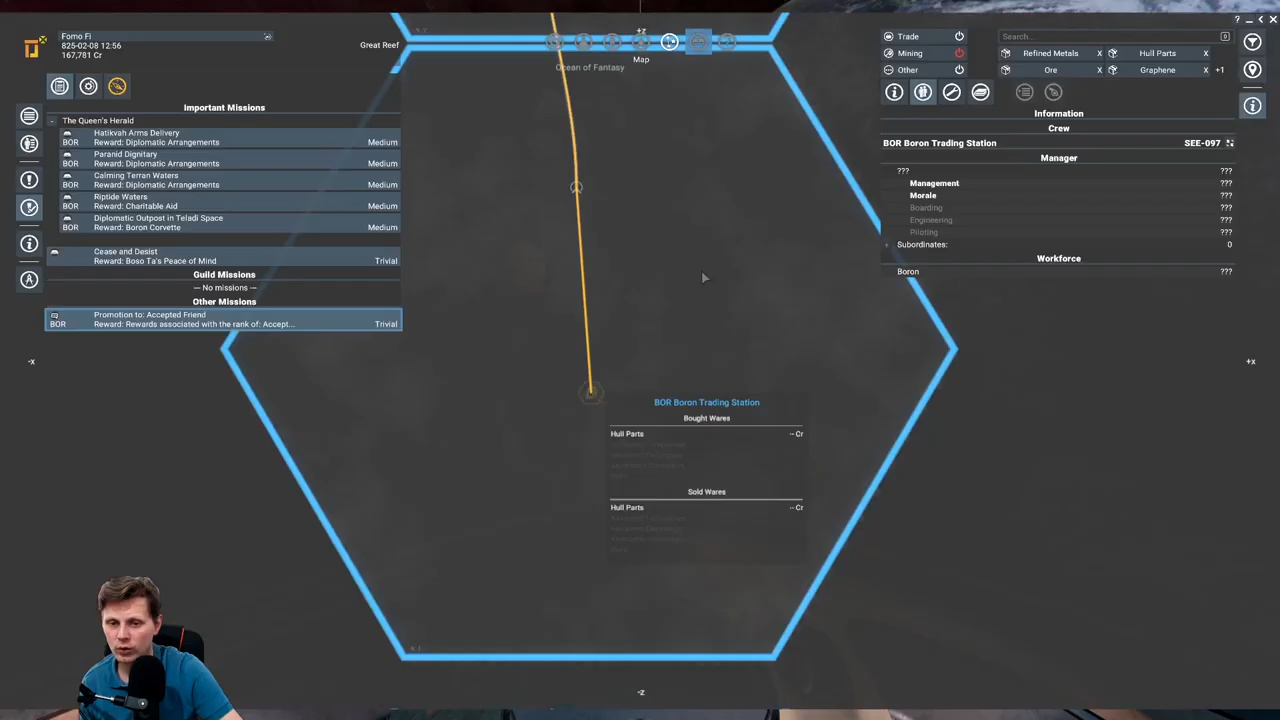 Fomo Fi
825-02-08 12:56
167,781 Cr
Great Reef
+z
Map
Ocean of Fantasy
Important Missions
- The Queen's Herald
Hatikvah Arms Delivery
BOR Reward: Diplomatic Arrangements Medium
Paranid Dignitary
BOR Reward: Diplomatic Arrangements Medium
Calming Terran Waters
BOR Reward: Diplomatic Arrangements Medium
Riptide Waters
BOR Reward: Charitable Aid Medium
Diplomatic Outpost in Teladi Space
BOR Reward: Boron Corvette Medium
Cease and Desist
Reward: Boso Ta's Peace of Mind Trivial
Guild Missions
-- No missions --
Other Missions
Promotion to: Accepted Friend
BOR Reward: Rewards associated with the rank of: Accept... Trivial
-x
+x
-z
BOR Boron Trading Station
Bought Wares
Hull Parts -- Cr
Sold Wares
Hull Parts -- Cr
? _ < X
Trade
Mining
Other
Search...
Refined Metals X Hull Parts X
Ore X Graphene X +1
Information
Crew
BOR Boron Trading Station SEE-097
Manager
??? ???
Management ???
Morale ???
Boarding ???
Engineering ???
Piloting ???
+ Subordinates: 0
Workforce
Boron ???